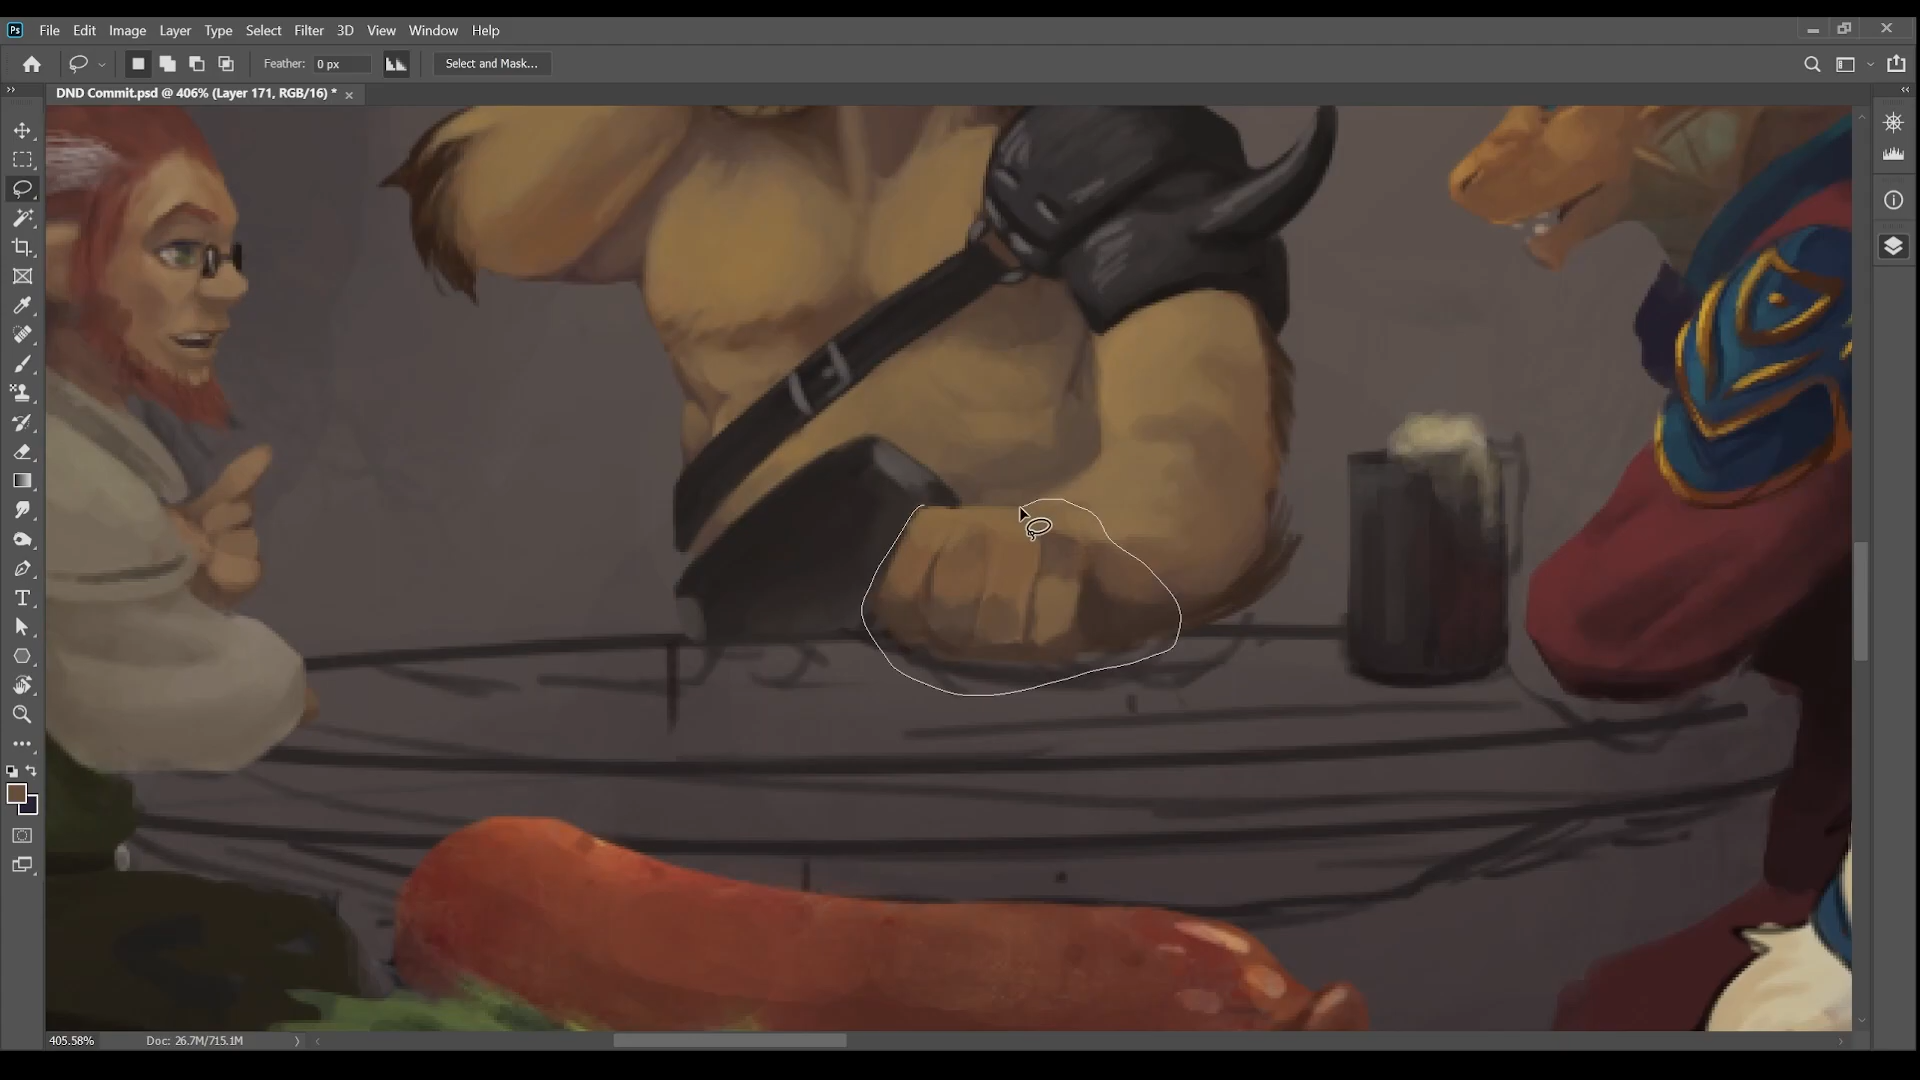 Ps File Edit Image Layer Type Select Filter 3D View Window Help
Feather: 0 px Select and Mask...
DND Commit.psd @ 406% (Layer 171, RGB/16) * ×
405.58% Doc: 26.7M/715.1M